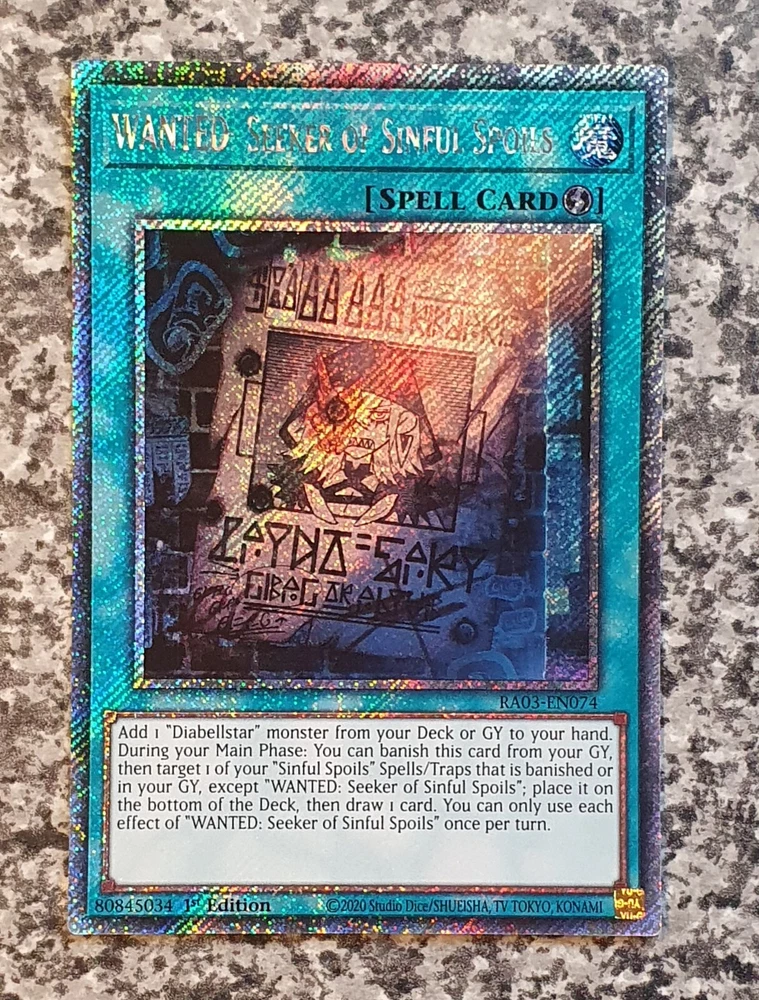 WANTED: Seeker of Sinful Spoils
[SPELL CARD]
RA03-EN074
Add 1 "Diabellstar" monster from your Deck or GY to your hand.
During your Main Phase: You can banish this card from your GY,
then target 1 of your "Sinful Spoils" Spells/Traps that is banished or
in your GY, except "WANTED: Seeker of Sinful Spoils"; place it on
the bottom of the Deck, then draw 1 card. You can only use each
effect of "WANTED: Seeker of Sinful Spoils" once per turn.
80845034 1st Edition ©2020 Studio Dice/SHUEISHA, TV TOKYO, KONAMI